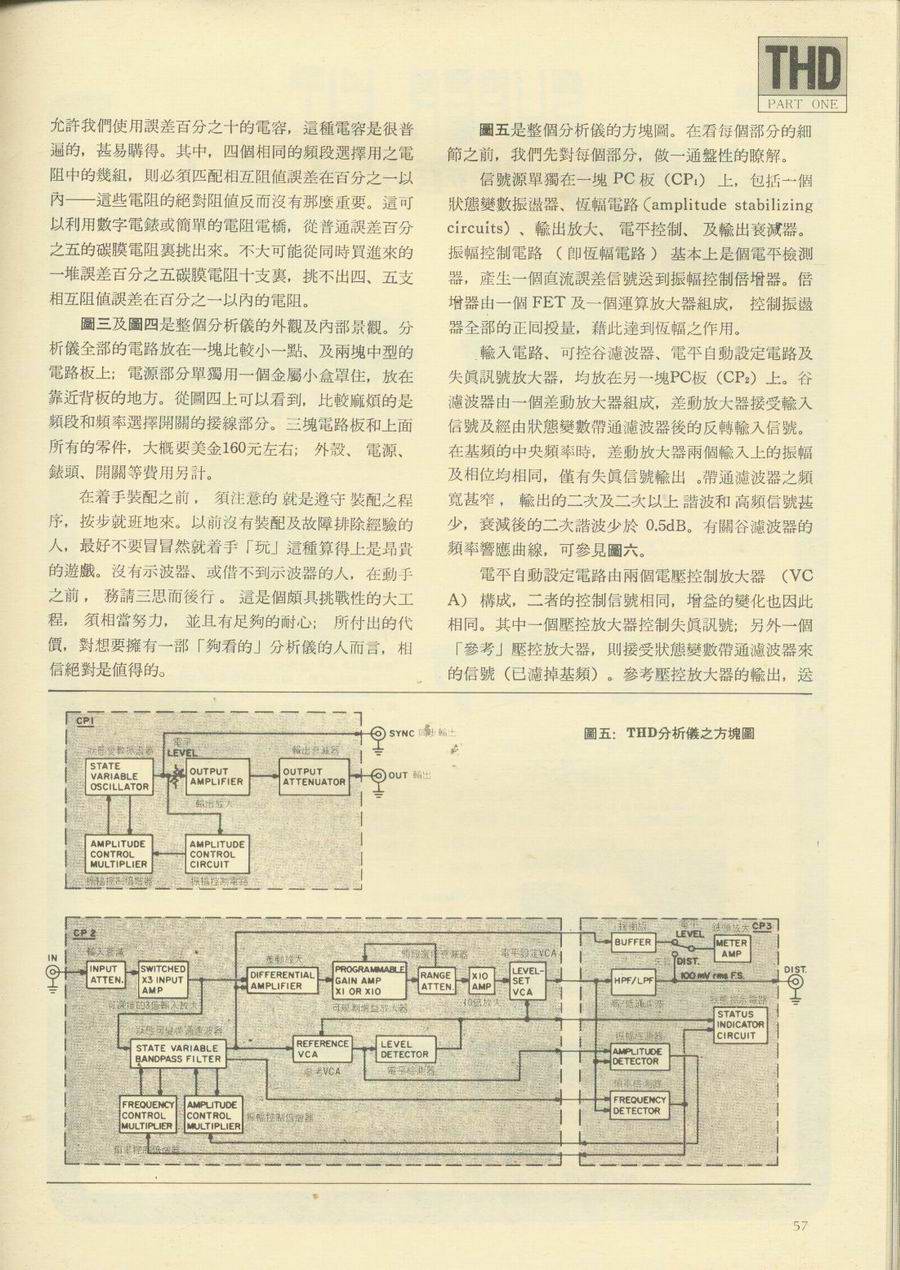 THD
PART ONE
允許我們使用誤差百分之十的電容，這種電容是很普
遍的，甚易購得。其中，四個相同的頻段選擇用之電
阻中的幾組，則必須匹配相互阻値誤差在百分之一以
內——這些電阻的絕對阻値反而沒有那麼重要。這可
以利用數字電錶或簡單的電阻電橋，從普通誤差百分
之五的碳膜電阻裏挑出來。不大可能從同時買進來的
一堆誤差百分之五碳膜電阻十支裏，挑不出四、五支
相互阻値誤差在百分之一以內的電阻。
圖三及圖四是整個分析儀的外觀及內部景觀。分
析儀全部的電路放在一塊比較小一點、及兩塊中型的
電路板上；電源部分單獨用一個金屬小盒罩住，放在
靠近背板的地方。從圖四上可以看到，比較麻煩的是
頻段和頻率選擇開關的接線部分。三塊電路板和上面
所有的零件，大槪要美金160元左右；外殼、電源、
錶頭、開關等費用另計。
在着手裝配之前，須注意的就是遵守裝配之程
序，按步就班地來。以前沒有裝配及故障排除經驗的
人，最好不要冒冒然就着手「玩」這種算得上是昻貴
的遊戲。沒有示波器、或借不到示波器的人，在動手
之前，務請三思而後行。這是個頗具挑戰性的大工
程，須相當努力，並且有足夠的耐心；所付出的代
價，對想要擁有一部「夠看的」分析儀的人而言，相
信絕對是値得的。
圖五是整個分析儀的方塊圖。在看每個部分的細
節之前，我們先對每個部分，做一通盤性的瞭解。
信號源單獨在一塊 PC 板（CP₁）上，包括一個
狀態變數振盪器、恆幅電路（amplitude stabilizing
circuits）、輸出放大、電平控制、及輸出衰減器。
振幅控制電路（卽恆幅電路）基本上是個電平檢測
器，產生一個直流誤差信號送到振幅控制倍增器。倍
增器由一個 FET 及一個運算放大器組成，控制振盪
器全部的正回授量，藉此達到恆幅之作用。
輸入電路、可控谷濾波器、電平自動設定電路及
失眞訊號放大器，均放在另一塊PC板（CP₂）上。谷
濾波器由一個差動放大器組成，差動放大器接受輸入
信號及經由狀態變數帶通濾波器後的反轉輸入信號。
在基頻的中央頻率時，差動放大器兩個輸入上的振幅
及相位均相同，僅有失眞信號輸出。帶通濾波器之頻
寬甚窄，輸出的二次及二次以上諧波和高頻信號甚
少，衰減後的二次諧波少於 0.5dB。有關谷濾波器的
頻率響應曲線，可參見圖六。
電平自動設定電路由兩個電壓控制放大器（VC
A）構成，二者的控制信號相同，增益的變化也因此
相同。其中一個壓控放大器控制失眞訊號；另外一個
「參考」壓控放大器，則接受狀態變數帶通濾波器來
的信號（已濾掉基頻）。參考壓控放大器的輸出，送
圖五：THD分析儀之方塊圖
CP1
狀態變數振盪器
STATE
VARIABLE
OSCILLATOR
電平
LEVEL
OUTPUT
AMPLIFIER
輸出放大
輸出衰減器
OUTPUT
ATTENUATOR
SYNC
輸出
OUT 輸出
AMPLITUDE
CONTROL
MULTIPLIER
振幅控制倍增器
AMPLITUDE
CONTROL
CIRCUIT
振幅控制電路
CP2
IN
輸入衰減
INPUT
ATTEN.
SWITCHED
X3 INPUT
AMP
可選擇的3倍輸入放大
差動放大
DIFFERENTIAL
AMPLIFIER
PROGRAMMABLE
GAIN AMP
X1 OR X10
可規劃增益放大器
RANGE
ATTEN.
X10
AMP
10倍放大
電平設定VCA
LEVEL-
SET
VCA
STATE VARIABLE
BANDPASS FILTER
REFERENCE
VCA
參考VCA
LEVEL
DETECTOR
電平檢測器
FREQUENCY
CONTROL
MULTIPLIER
頻率控制倍增器
AMPLITUDE
CONTROL
MULTIPLIER
振幅控制倍增器
CP3
BUFFER
電平
LEVEL
DIST.
失眞
錶頭放大
METER
AMP
100 mV rms F.S.
HPF/LPF
高/低通濾波
DIST.
狀態指示電路
STATUS
INDICATOR
CIRCUIT
振幅檢測器
AMPLITUDE
DETECTOR
頻率檢測器
FREQUENCY
DETECTOR
57